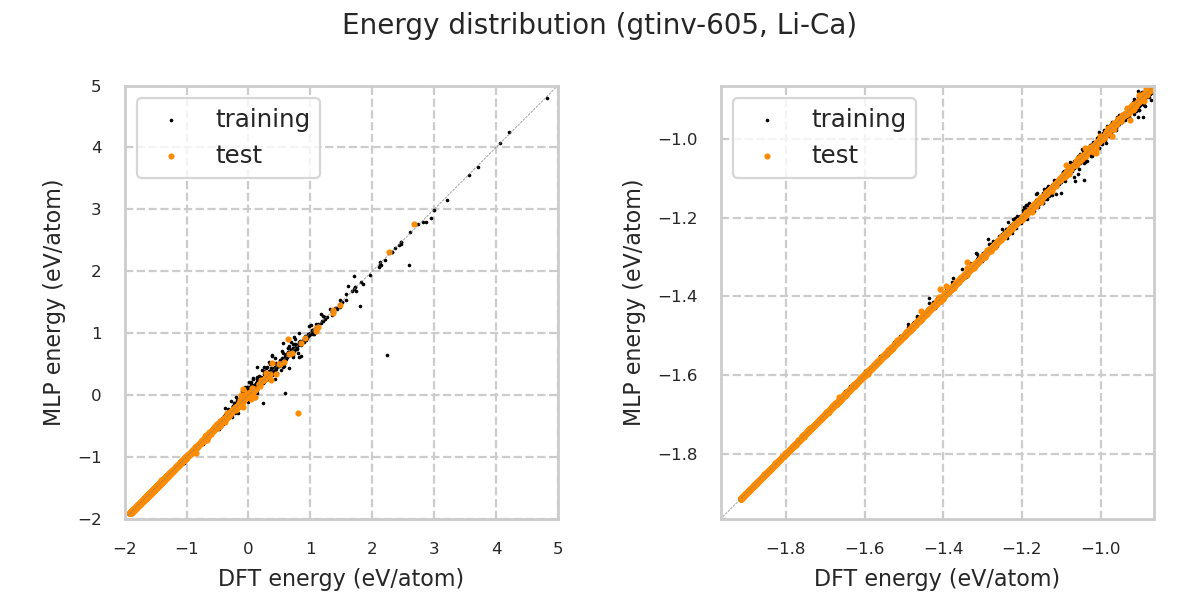 Energy distribution (gtinv-605, Li-Ca)
training
test
5
4
3
2
1
0
−1
−2
MLP energy (eV/atom)
−2 −1 0 1 2 3 4 5
DFT energy (eV/atom)
training
test
−1.0
−1.2
−1.4
−1.6
−1.8
MLP energy (eV/atom)
−1.8 −1.6 −1.4 −1.2 −1.0
DFT energy (eV/atom)